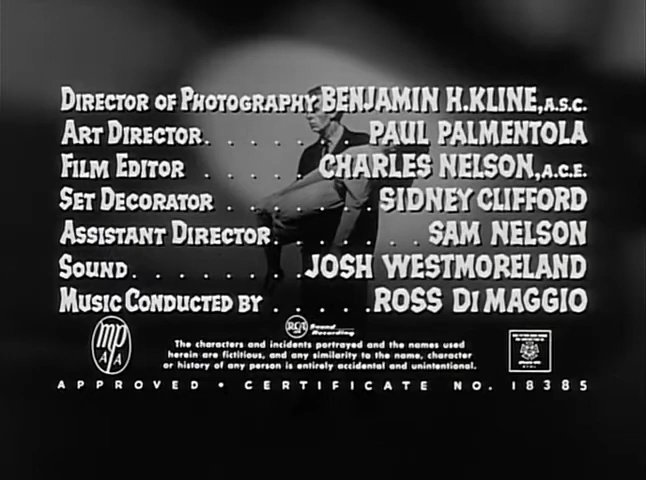 DIRECTOR OF PHOTOGRAPHY BENJAMIN H. KLINE, A.S.C.
ART DIRECTOR. . . . . . . PAUL PALMENTOLA
FILM EDITOR . . . . . CHARLES NELSON, A.C.E.
SET DECORATOR . . . . . . SIDNEY CLIFFORD
ASSISTANT DIRECTOR. . . . . . SAM NELSON
SOUND. . . . . . . . JOSH WESTMORELAND
MUSIC CONDUCTED BY . . . . . ROSS DI MAGGIO
MPAA
RCA Sound Recording
The characters and incidents portrayed and the names used
herein are fictitious, and any similarity to the name, character
or history of any person is entirely accidental and unintentional.
APPROVED • CERTIFICATE NO. 18385